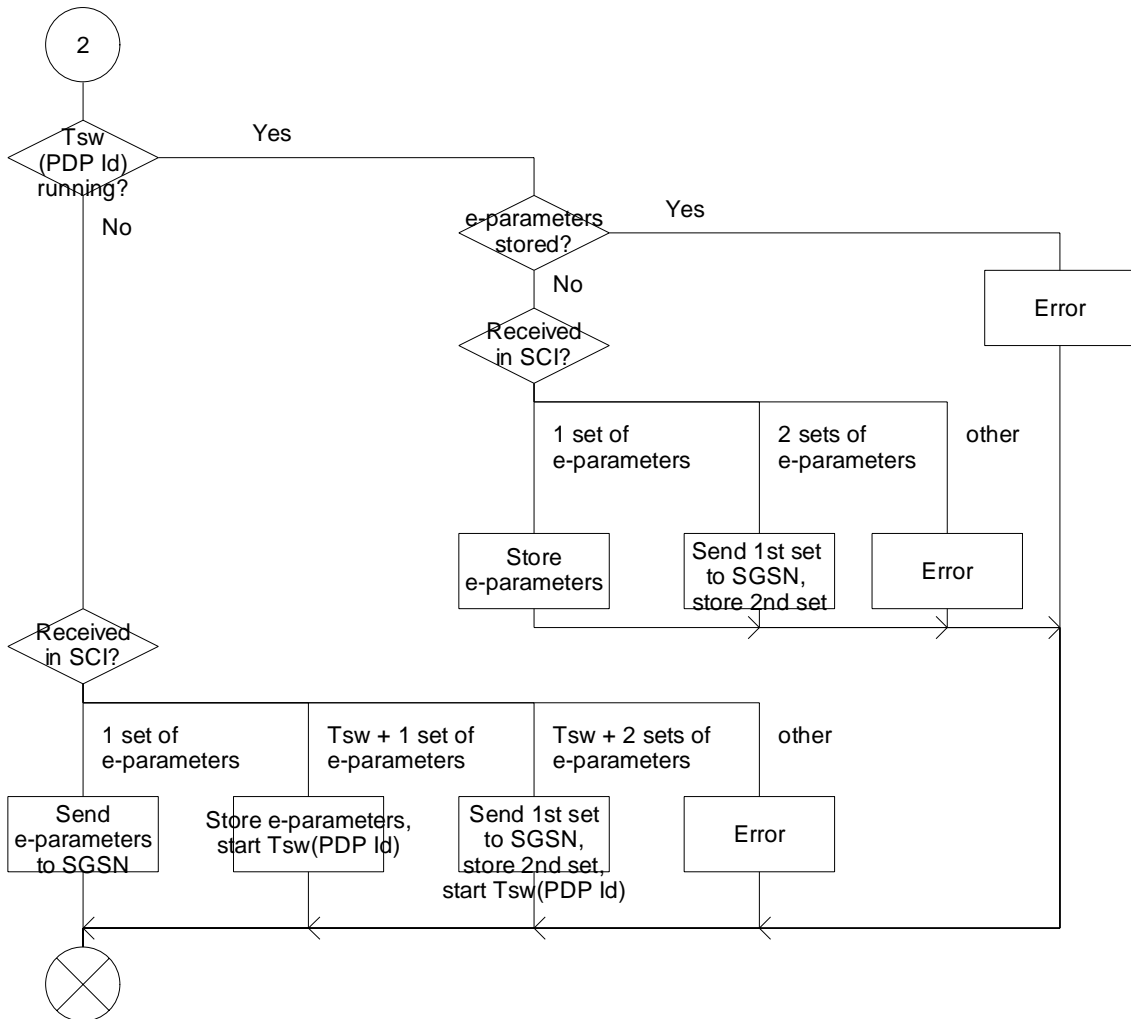 2
Tsw
(PDP Id)
running?
Yes
No
e-parameters
stored?
Yes
No
Error
Received
in SCI?
1 set of
e-parameters
2 sets of
e-parameters
other
Store
e-parameters
Send 1st set
to SGSN,
store 2nd set
Error
Received
in SCI?
1 set of
e-parameters
Tsw + 1 set of
e-parameters
Tsw + 2 sets of
e-parameters
other
Send
e-parameters
to SGSN
Store e-parameters,
start Tsw(PDP Id)
Send 1st set
to SGSN,
store 2nd set,
start Tsw(PDP Id)
Error